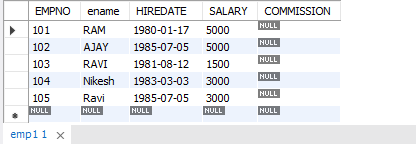 EMPNO ename HIREDATE SALARY COMMISSION
101 RAM 1980-01-17 5000 NULL
102 AJAY 1985-07-05 5000 NULL
103 RAVI 1981-08-12 1500 NULL
104 Nikesh 1983-03-03 3000 NULL
105 Ravi 1985-07-05 3000 NULL
NULL NULL NULL NULL NULL
emp1 1